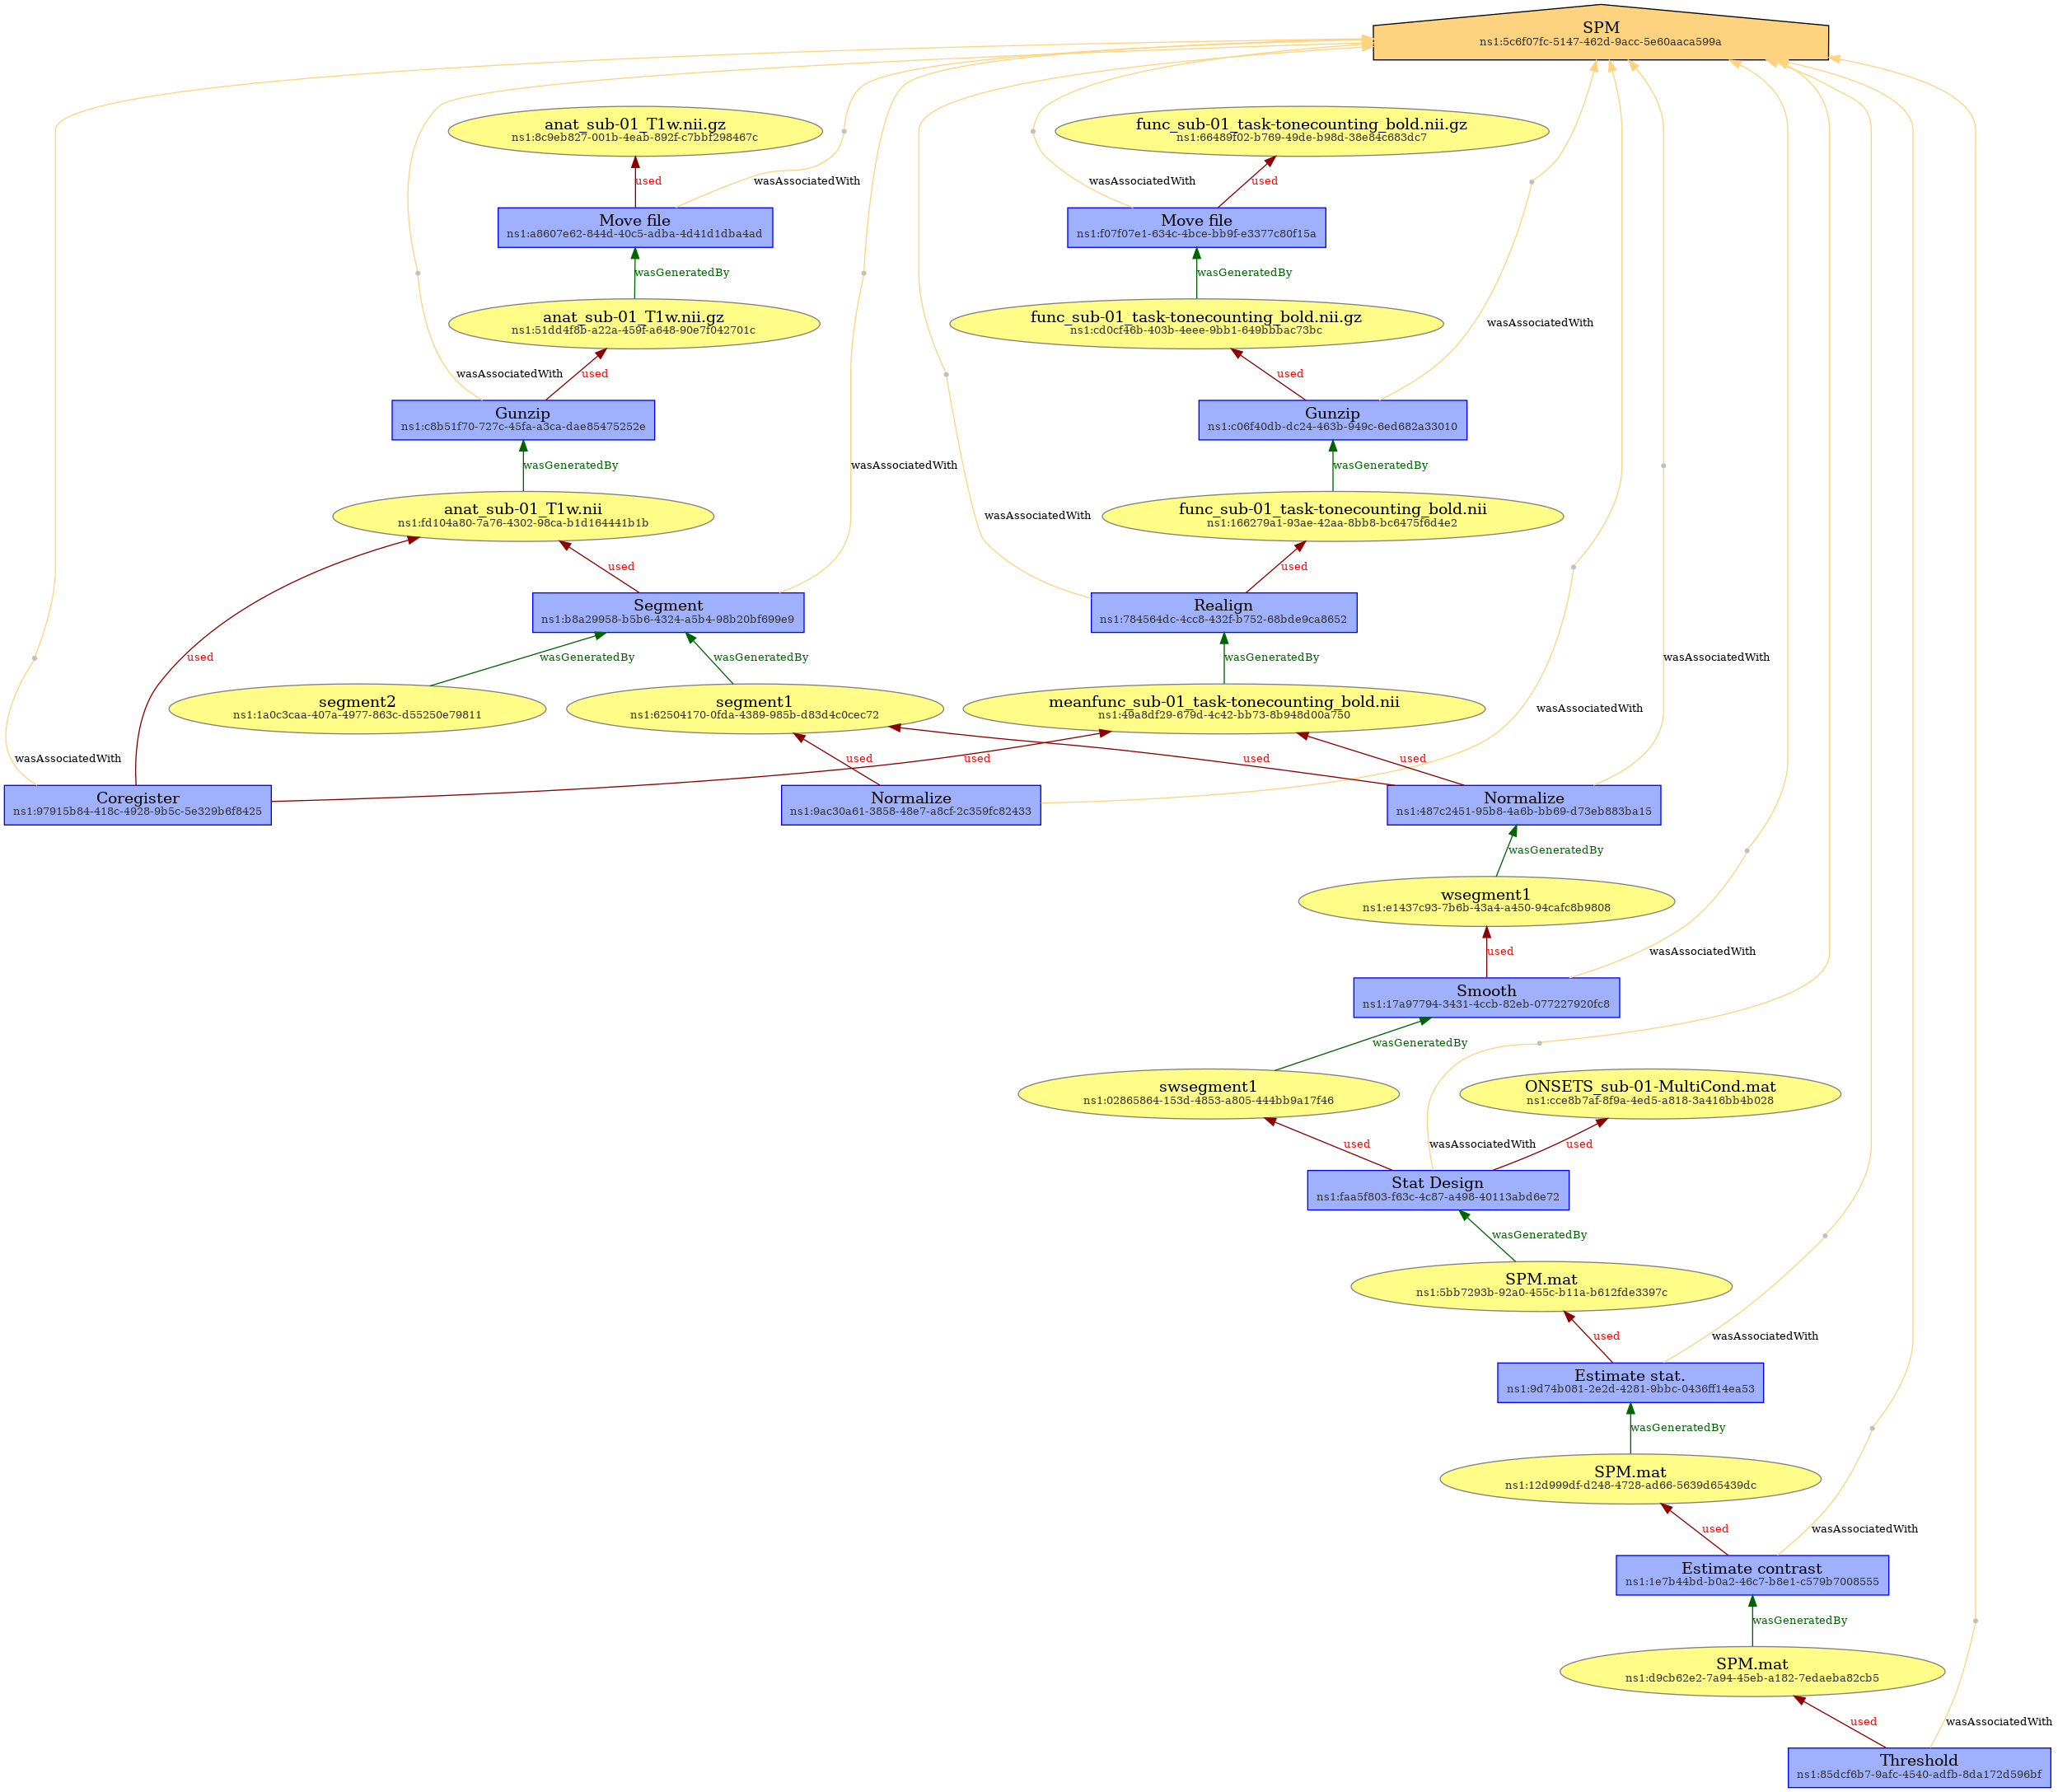 SPM
ns1:5c6f07fc-5147-462d-9acc-5e60aaca599a
anat_sub-01_T1w.nii.gz
ns1:8c9eb827-001b-4eab-892f-c7bbf298467c
func_sub-01_task-tonecounting_bold.nii.gz
ns1:66489f02-b769-49de-b98d-38e84c683dc7
used
wasAssociatedWith
wasAssociatedWith
used
Move file
ns1:a8607e62-844d-40c5-adba-4d41d1dba4ad
Move file
ns1:f07f07e1-634c-4bce-bb9f-e3377c80f15a
wasGeneratedBy
wasGeneratedBy
anat_sub-01_T1w.nii.gz
ns1:51dd4f8b-a22a-459f-a648-90e7f042701c
func_sub-01_task-tonecounting_bold.nii.gz
ns1:cd0cf46b-403b-4eee-9bb1-649bbbac73bc
wasAssociatedWith
wasAssociatedWith
used
used
Gunzip
ns1:c8b51f70-727c-45fa-a3ca-dae85475252e
Gunzip
ns1:c06f40db-dc24-463b-949c-6ed682a33010
wasGeneratedBy
wasAssociatedWith
wasGeneratedBy
anat_sub-01_T1w.nii
ns1:fd104a80-7a76-4302-98ca-b1d164441b1b
wasAssociatedWith
func_sub-01_task-tonecounting_bold.nii
ns1:166279a1-93ae-42aa-8bb8-bc6475f6d4e2
used
used
Segment
ns1:b8a29958-b5b6-4324-a5b4-98b20bf699e9
Realign
ns1:784564dc-4cc8-432f-b752-68bde9ca8652
used
wasGeneratedBy
wasGeneratedBy
wasGeneratedBy
wasAssociatedWith
segment2
ns1:1a0c3caa-407a-4977-863c-d55250e79811
segment1
ns1:62504170-0fda-4389-985b-d83d4c0cec72
meanfunc_sub-01_task-tonecounting_bold.nii
ns1:49a8df29-679d-4c42-bb73-8b948d00a750
wasAssociatedWith
wasAssociatedWith
used
used
used
used
Coregister
ns1:97915b84-418c-4928-9b5c-5e329b6f8425
Normalize
ns1:9ac30a61-3858-48e7-a8cf-2c359fc82433
Normalize
ns1:487c2451-95b8-4a6b-bb69-d73eb883ba15
wasGeneratedBy
wsegment1
ns1:e1437c93-7b6b-43a4-a450-94cafc8b9808
used
wasAssociatedWith
Smooth
ns1:17a97794-3431-4ccb-82eb-077227920fc8
wasGeneratedBy
swsegment1
ns1:02865864-153d-4853-a805-444bb9a17f46
ONSETS_sub-01-MultiCond.mat
ns1:cce8b7af-8f9a-4ed5-a818-3a416bb4b028
used
wasAssociatedWith
used
Stat Design
ns1:faa5f803-f63c-4c87-a498-40113abd6e72
wasGeneratedBy
SPM.mat
ns1:5bb7293b-92a0-455c-b11a-b612fde3397c
used
wasAssociatedWith
Estimate stat.
ns1:9d74b081-2e2d-4281-9bbc-0436ff14ea53
wasGeneratedBy
SPM.mat
ns1:12d999df-d248-4728-ad66-5639d65439dc
used
wasAssociatedWith
Estimate contrast
ns1:1e7b44bd-b0a2-46c7-b8e1-c579b7008555
wasGeneratedBy
SPM.mat
ns1:d9cb62e2-7a94-45eb-a182-7edaeba82cb5
used
wasAssociatedWith
Threshold
ns1:85dcf6b7-9afc-4540-adfb-8da172d596bf